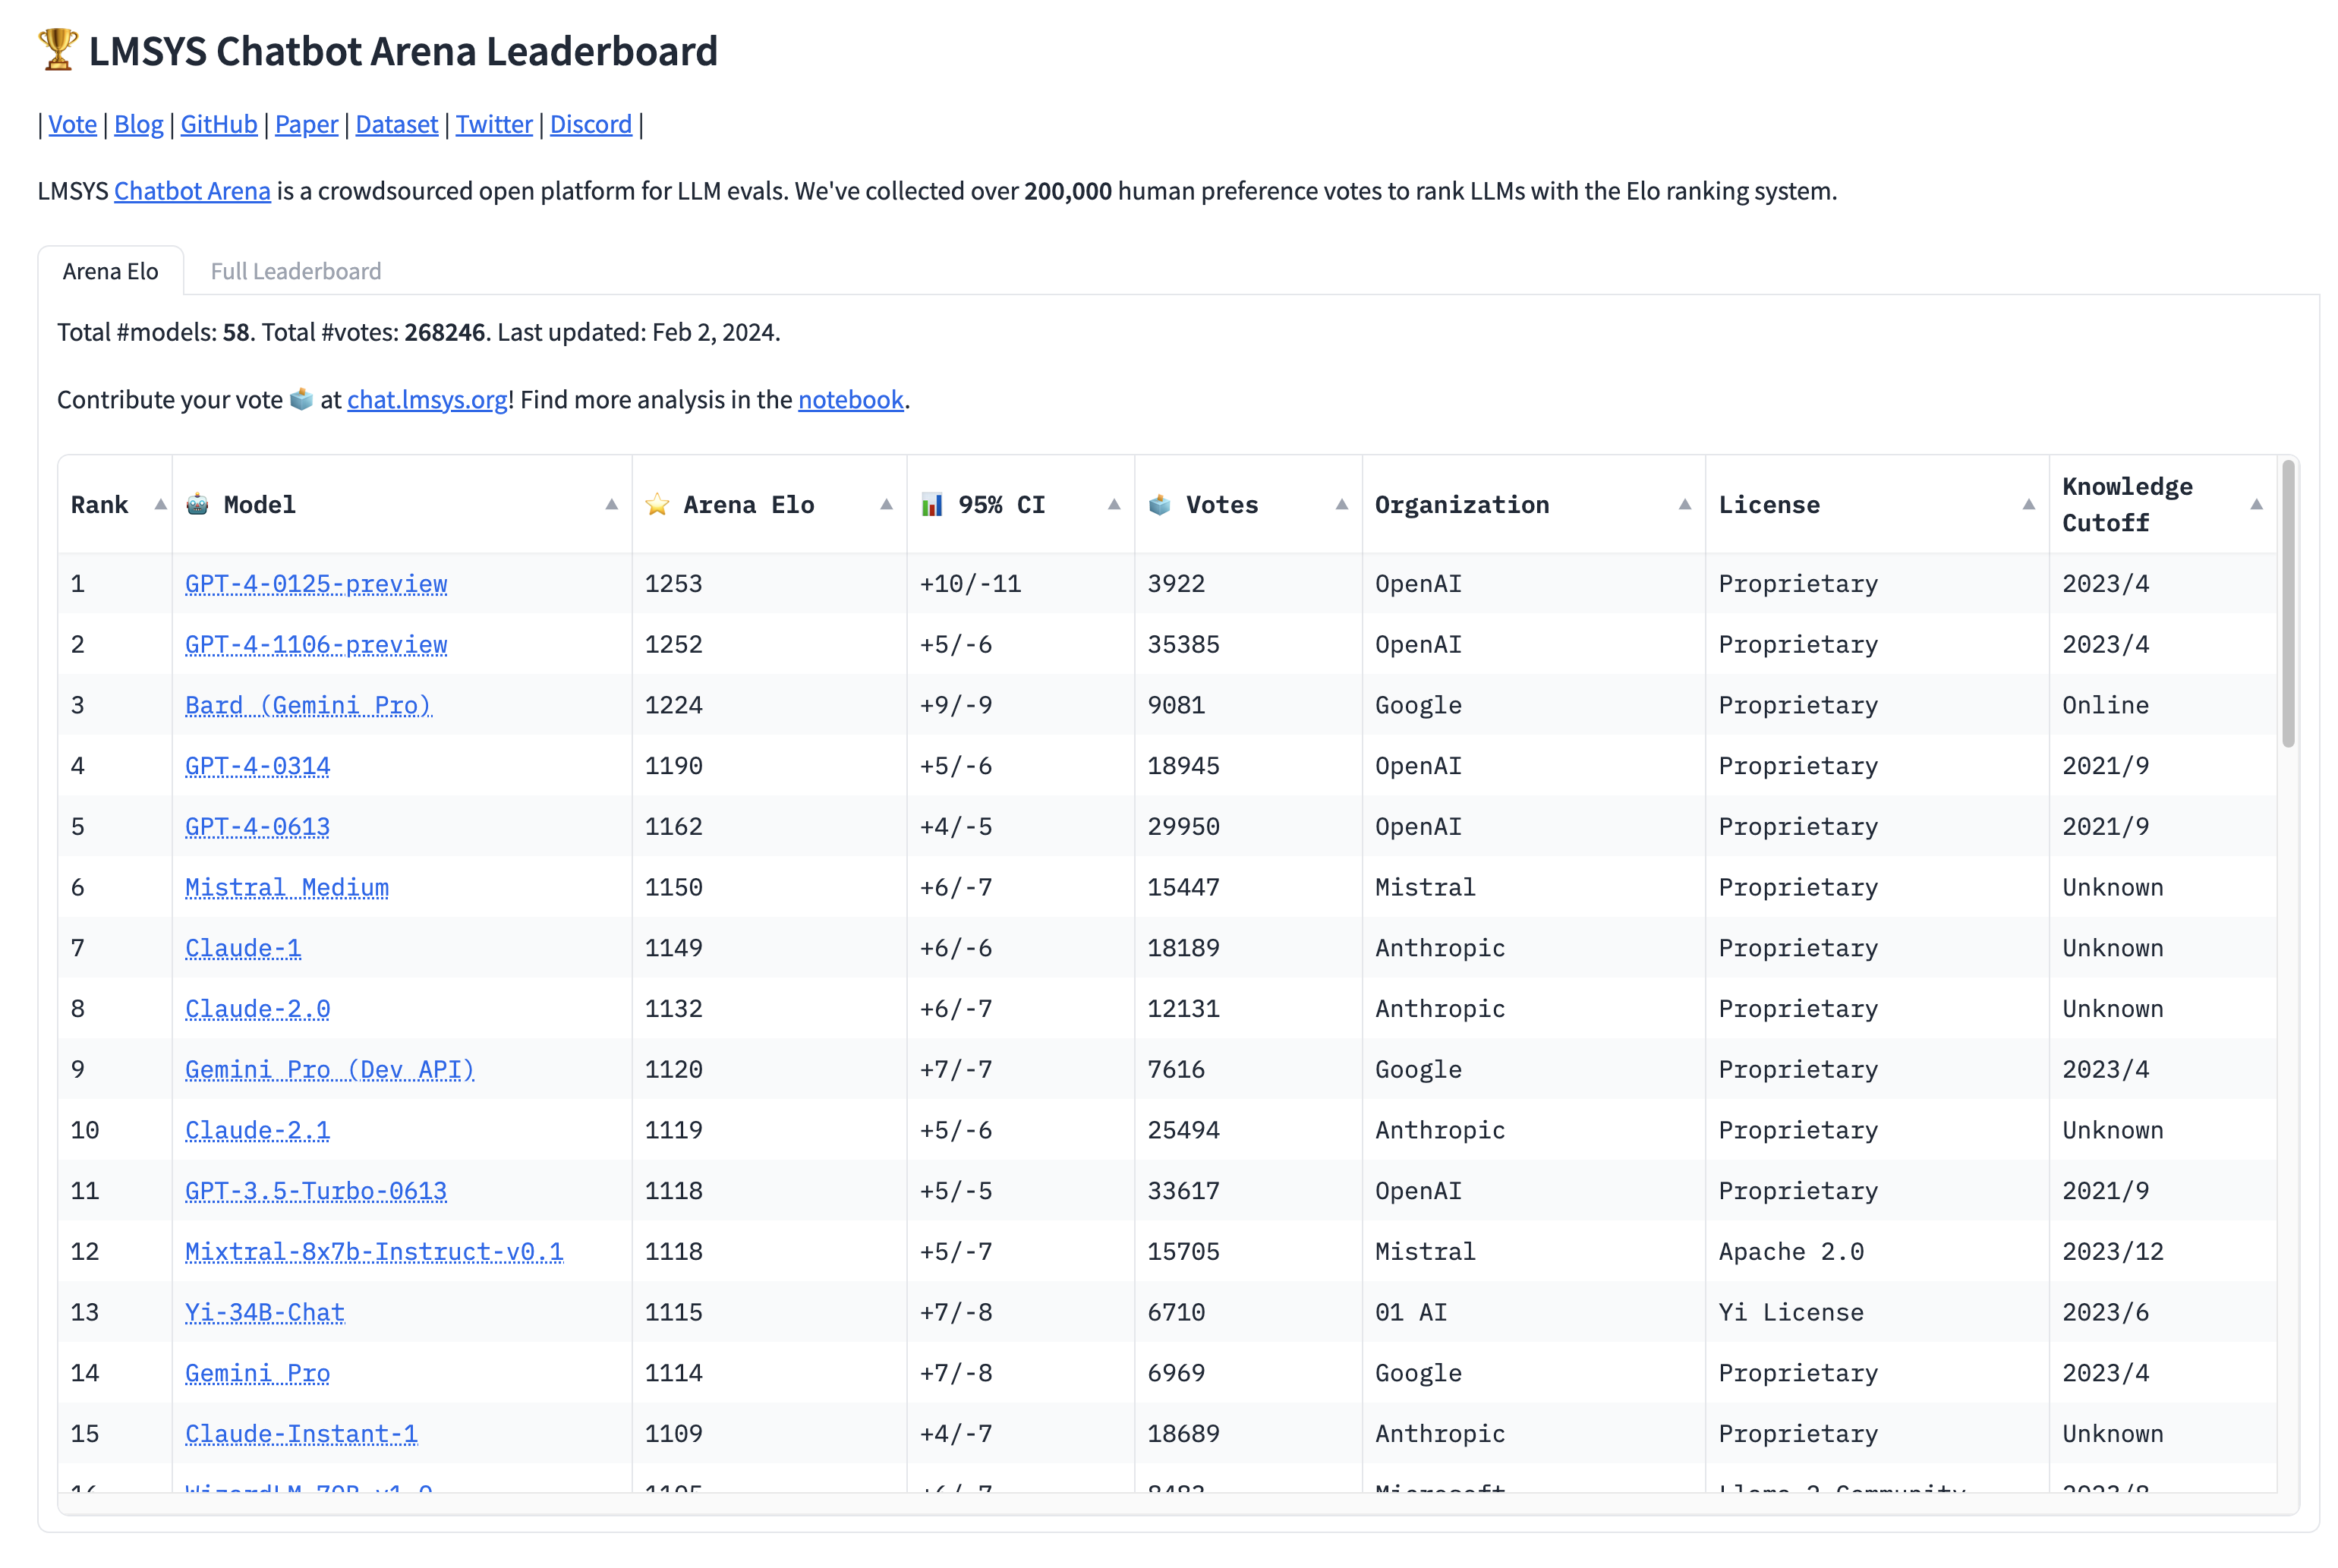 🏆 LMSYS Chatbot Arena Leaderboard
| Vote | Blog | GitHub | Paper | Dataset | Twitter | Discord |
LMSYS Chatbot Arena is a crowdsourced open platform for LLM evals. We've collected over 200,000 human preference votes to rank LLMs with the Elo ranking system.
Arena Elo Full Leaderboard
Total #models: 58. Total #votes: 268246. Last updated: Feb 2, 2024.
Contribute your vote 🗳️ at chat.lmsys.org! Find more analysis in the notebook.
Rank ▲ 🤖 Model ▲ ⭐ Arena Elo ▲ 📊 95% CI ▲ 🗳️ Votes ▲ Organization ▲ License ▲ Knowledge Cutoff ▲
1 GPT-4-0125-preview 1253 +10/-11 3922 OpenAI Proprietary 2023/4
2 GPT-4-1106-preview 1252 +5/-6 35385 OpenAI Proprietary 2023/4
3 Bard (Gemini Pro) 1224 +9/-9 9081 Google Proprietary Online
4 GPT-4-0314 1190 +5/-6 18945 OpenAI Proprietary 2021/9
5 GPT-4-0613 1162 +4/-5 29950 OpenAI Proprietary 2021/9
6 Mistral Medium 1150 +6/-7 15447 Mistral Proprietary Unknown
7 Claude-1 1149 +6/-6 18189 Anthropic Proprietary Unknown
8 Claude-2.0 1132 +6/-7 12131 Anthropic Proprietary Unknown
9 Gemini Pro (Dev API) 1120 +7/-7 7616 Google Proprietary 2023/4
10 Claude-2.1 1119 +5/-6 25494 Anthropic Proprietary Unknown
11 GPT-3.5-Turbo-0613 1118 +5/-5 33617 OpenAI Proprietary 2021/9
12 Mixtral-8x7b-Instruct-v0.1 1118 +5/-7 15705 Mistral Apache 2.0 2023/12
13 Yi-34B-Chat 1115 +7/-8 6710 01 AI Yi License 2023/6
14 Gemini Pro 1114 +7/-8 6969 Google Proprietary 2023/4
15 Claude-Instant-1 1109 +4/-7 18689 Anthropic Proprietary Unknown
16 WizardLM-70B-v1.0 Microsoft Llama 2 Community